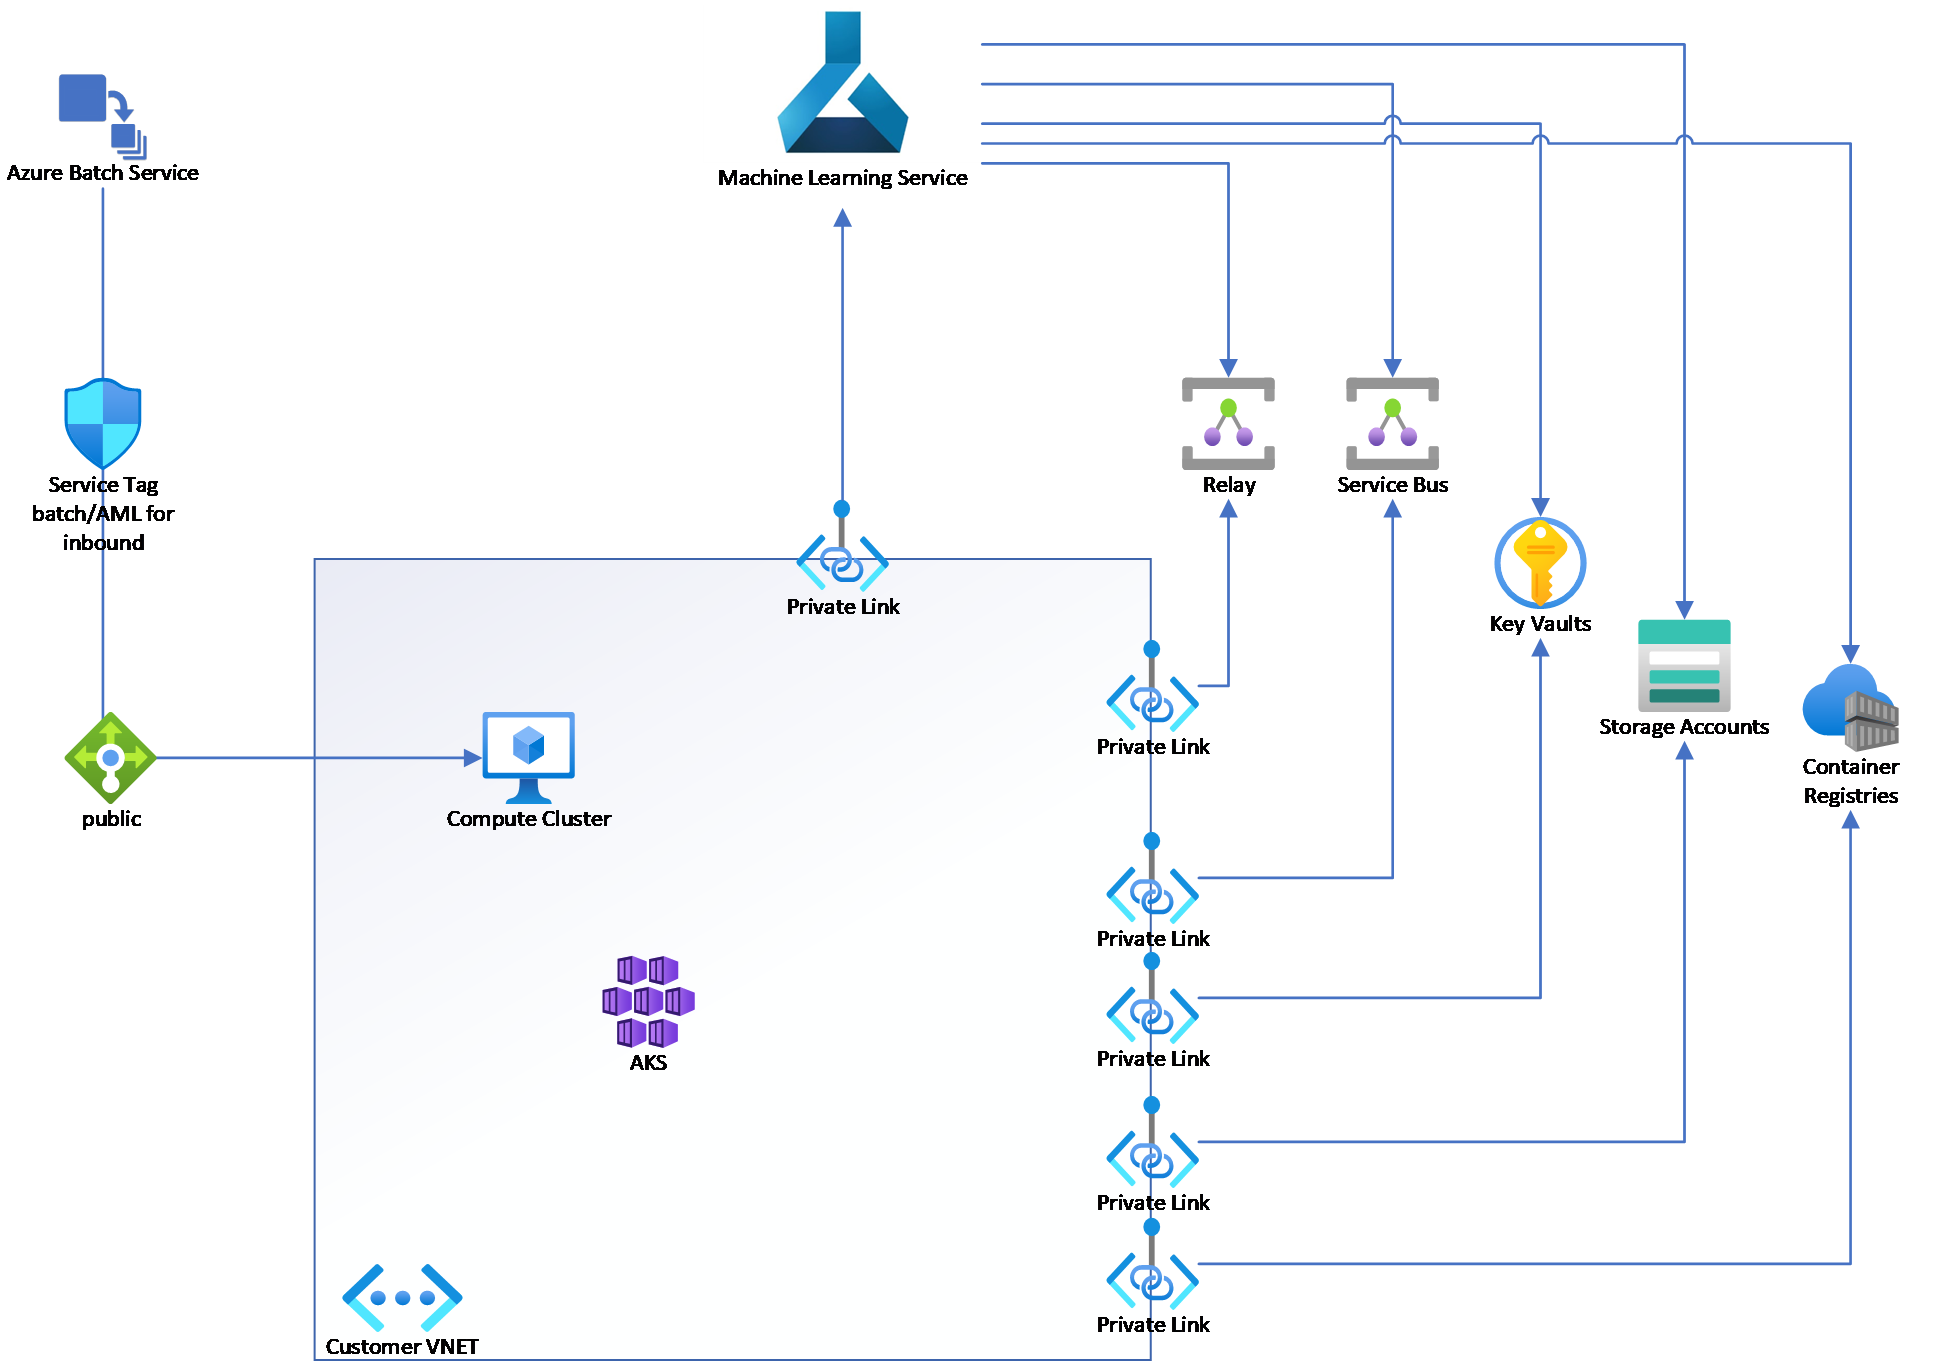 Azure Batch Service
Machine Learning Service
Service Tag
batch/AML for
inbound
Relay
Service Bus
Private Link
Key Vaults
Private Link
Storage Accounts
Container
Registries
public
Compute Cluster
Private Link
AKS
Private Link
Private Link
Private Link
Customer VNET